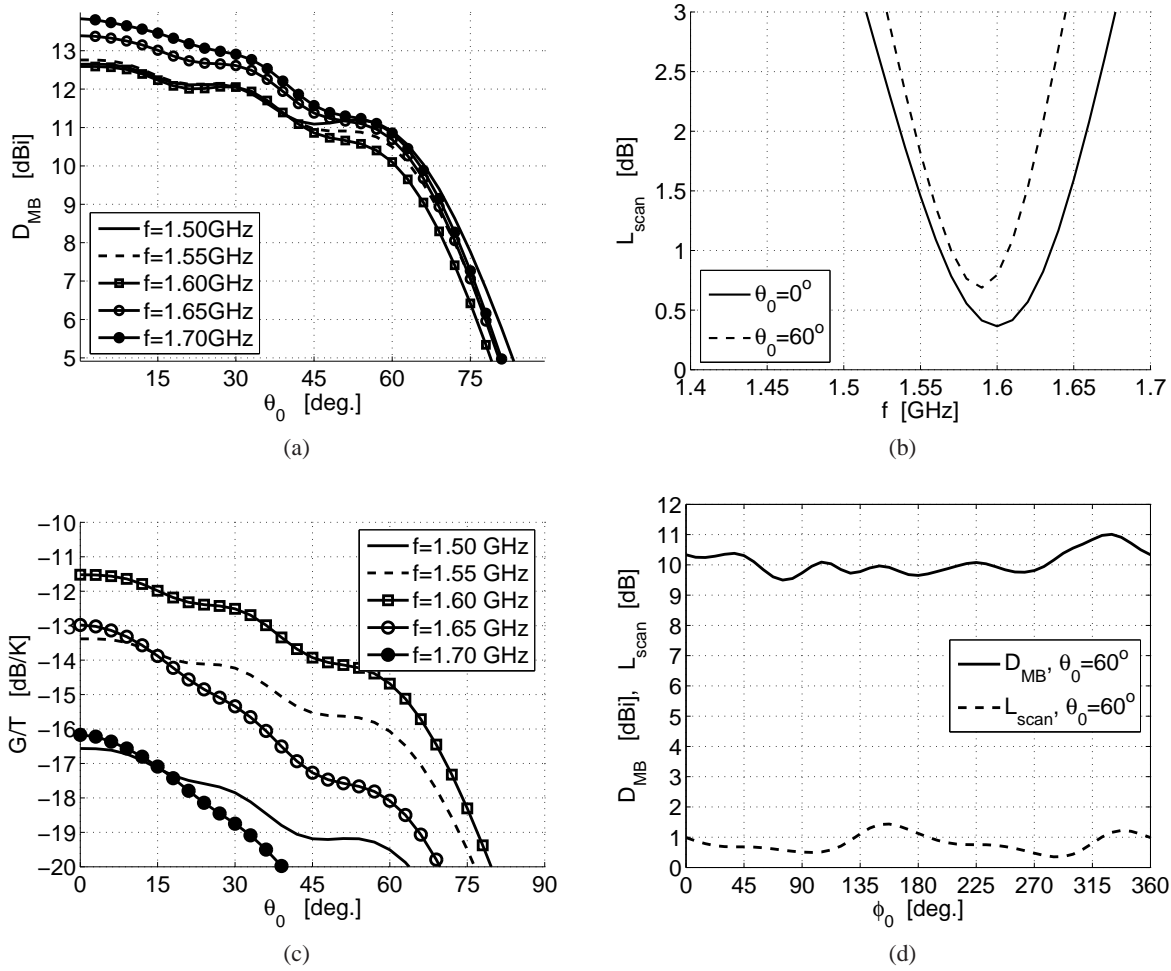 13
12
11
10
9
8
7
6
5
D_MB [dBi]
f=1.50GHz
f=1.55GHz
f=1.60GHz
f=1.65GHz
f=1.70GHz
15 30 45 60 75
θ_0 [deg.]
(a)
3
2.5
2
1.5
1
0.5
0
L_scan [dB]
θ_0=0°
θ_0=60°
1.4 1.45 1.5 1.55 1.6 1.65 1.7
f [GHz]
(b)
−10
−11
−12
−13
−14
−15
−16
−17
−18
−19
−20
G/T [dB/K]
f=1.50 GHz
f=1.55 GHz
f=1.60 GHz
f=1.65 GHz
f=1.70 GHz
0 15 30 45 60 75 90
θ_0 [deg.]
(c)
12
11
10
9
8
7
6
5
4
3
2
1
0
D_MB [dBi], L_scan [dB]
D_MB, θ_0=60°
L_scan, θ_0=60°
0 45 90 135 180 225 270 315 360
ϕ_0 [deg.]
(d)